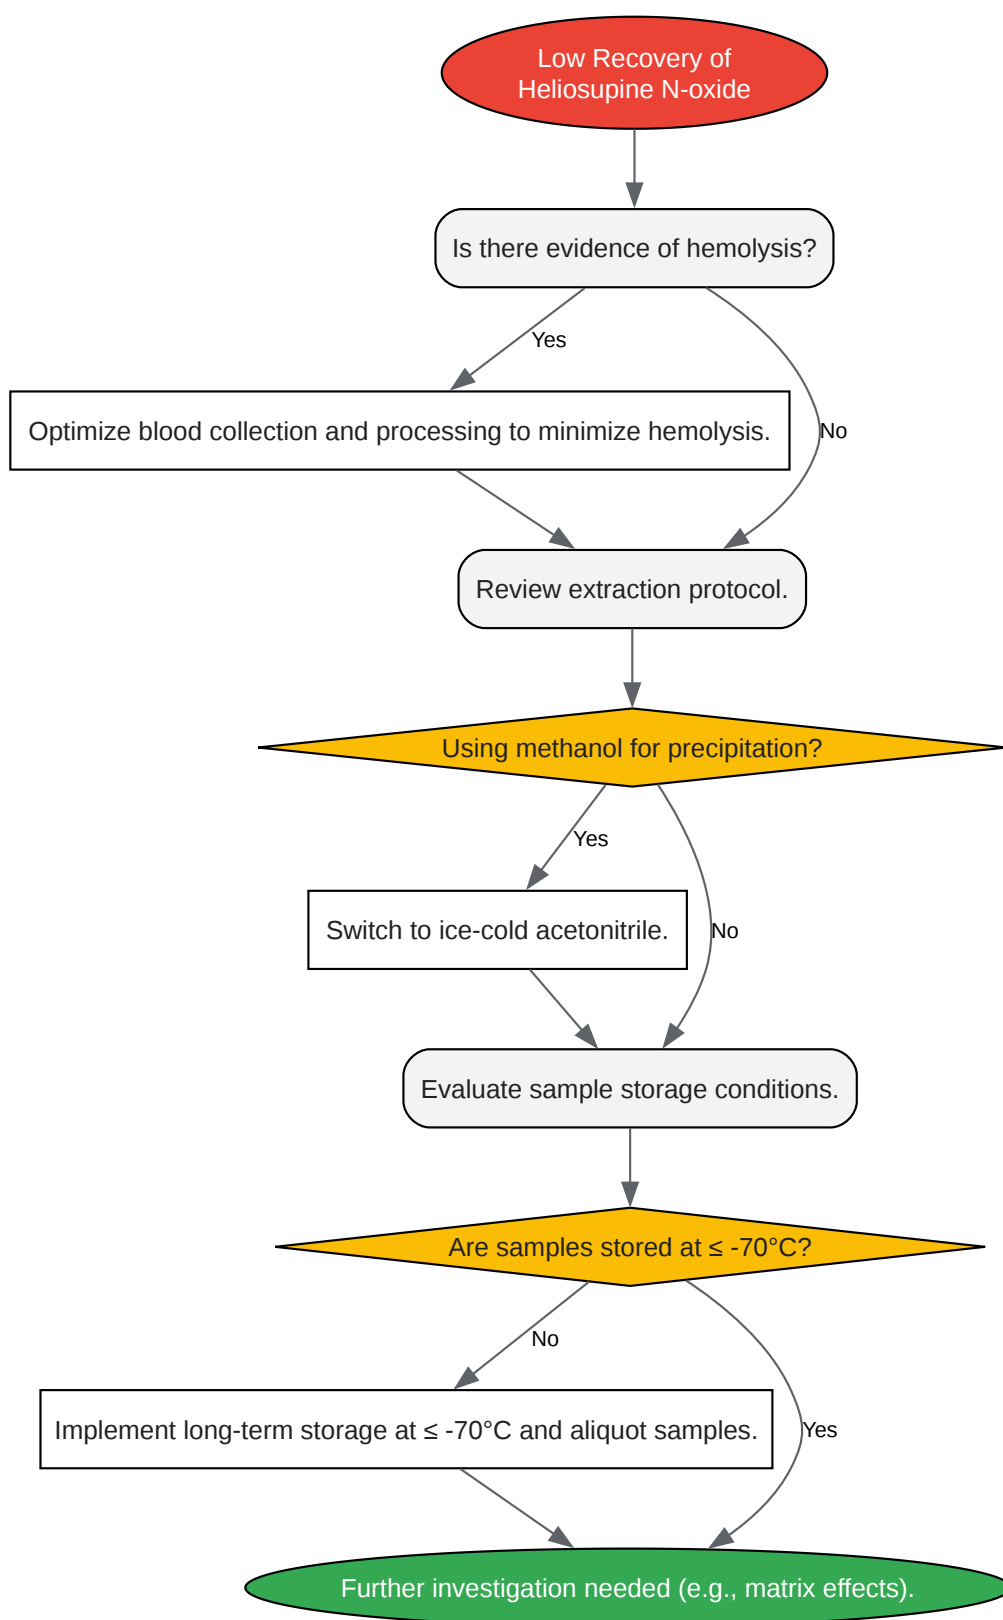 Low Recovery of
Heliosupine N-oxide
Is there evidence of hemolysis?
Yes
Optimize blood collection and processing to minimize hemolysis.
No
Review extraction protocol.
Using methanol for precipitation?
Yes
Switch to ice-cold acetonitrile.
No
Evaluate sample storage conditions.
Are samples stored at ≤ -70°C?
No
Implement long-term storage at ≤ -70°C and aliquot samples.
Yes
Further investigation needed (e.g., matrix effects).